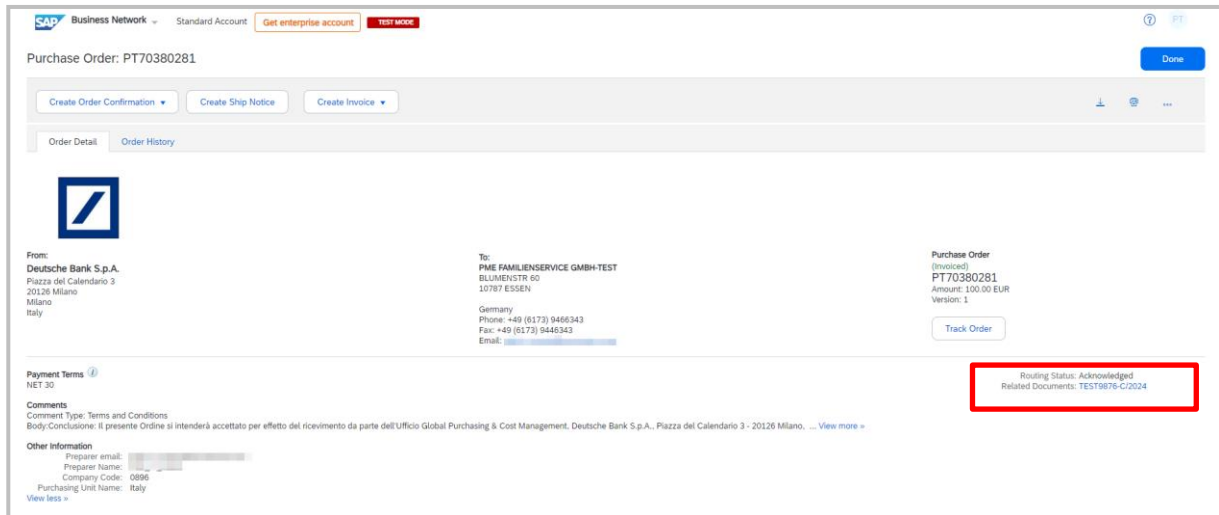 SAP Business Network Standard Account Get enterprise account TEST MODE PT
Purchase Order: PT70380281 Done
Create Order Confirmation Create Ship Notice Create Invoice
Order Detail Order History
From:
Deutsche Bank S.p.A.
Piazza del Calendario 3
20126 Milano
Milano
Italy
To:
PME FAMILIENSERVICE GMBH-TEST
BLUMENSTR 60
10787 ESSEN
Germany
Phone: +49 (6173) 9466343
Fax: +49 (6173) 9446343
Email:
Purchase Order
(Invoiced)
PT70380281
Amount: 100.00 EUR
Version: 1
Track Order
Payment Terms
NET 30
Routing Status: Acknowledged
Related Documents: TEST9876-C/2024
Comments
Comment Type: Terms and Conditions
Body:Conclusione: Il presente Ordine si intenderà accettato per effetto del ricevimento da parte dell'Ufficio Global Purchasing & Cost Management, Deutsche Bank S.p.A., Piazza del Calendario 3 - 20126 Milano, ... View more »
Other Information
Preparer email:
Preparer Name:
Company Code: 0896
Purchasing Unit Name: Italy
View less »